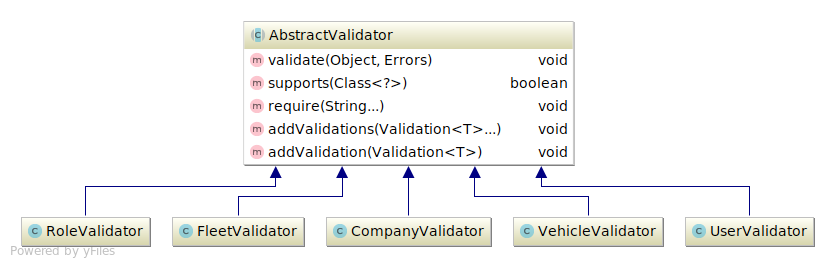 C AbstractValidator
m validate(Object, Errors) void
m supports(Class<?>) boolean
m require(String...) void
m addValidations(Validation<T>...) void
m addValidation(Validation<T>) void
C RoleValidator C FleetValidator C CompanyValidator C VehicleValidator C UserValidator
Powered by yFiles